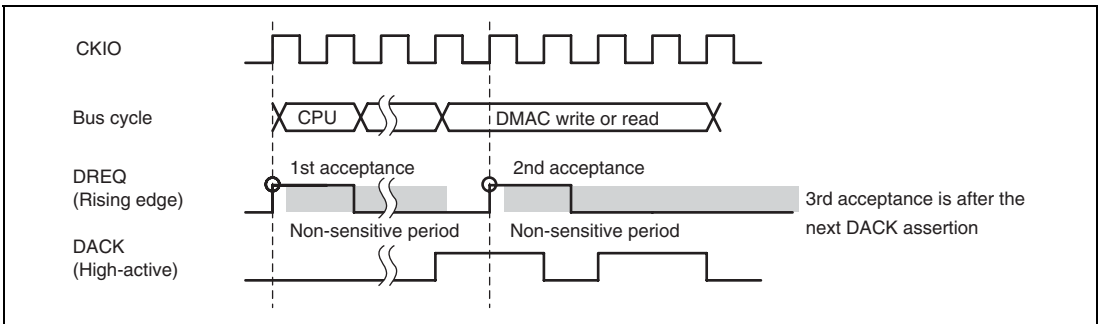 CKIO
Bus cycle
CPU
DMAC write or read
DREQ
(Rising edge)
1st acceptance
2nd acceptance
3rd acceptance is after the
next DACK assertion
Non-sensitive period
Non-sensitive period
DACK
(High-active)